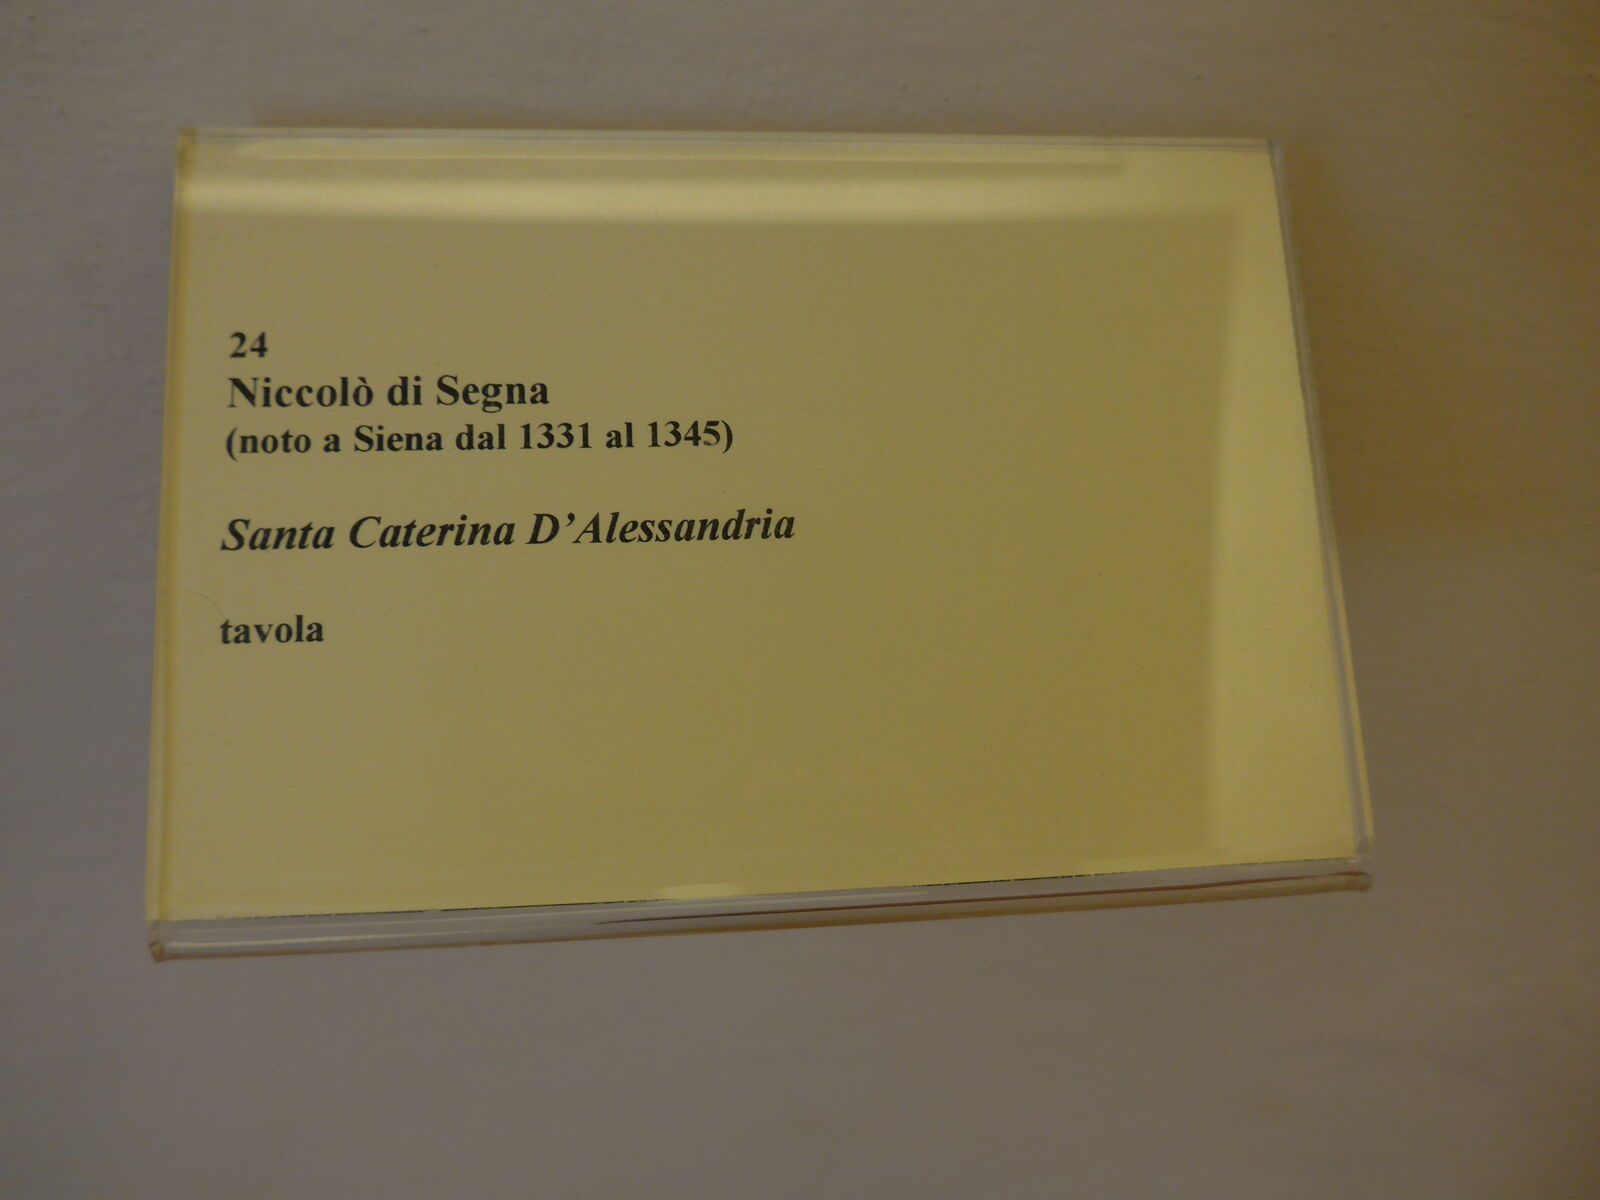 24
Niccolò di Segna
(noto a Siena dal 1331 al 1345)
Santa Caterina D’Alessandria
tavola